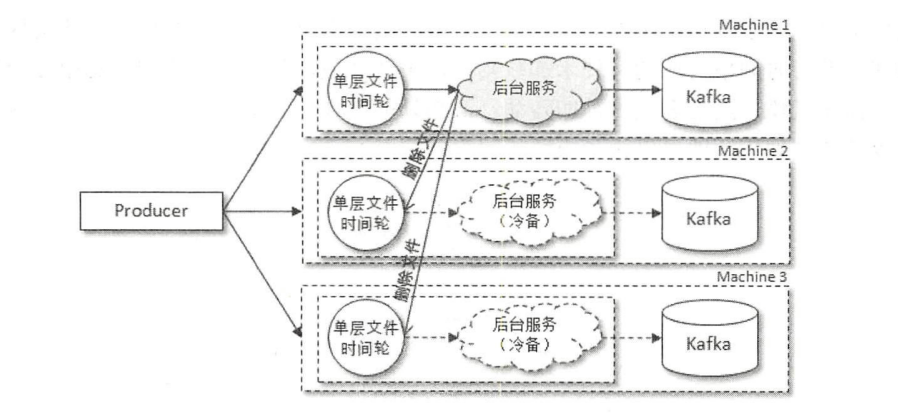 Machine 1
单层文件
时间轮
后台服务
Kafka
删除文件
Machine 2
Producer
单层文件
时间轮
后台服务
（冷备）
Kafka
删除文件
Machine 3
单层文件
时间轮
后台服务
（冷备）
Kafka